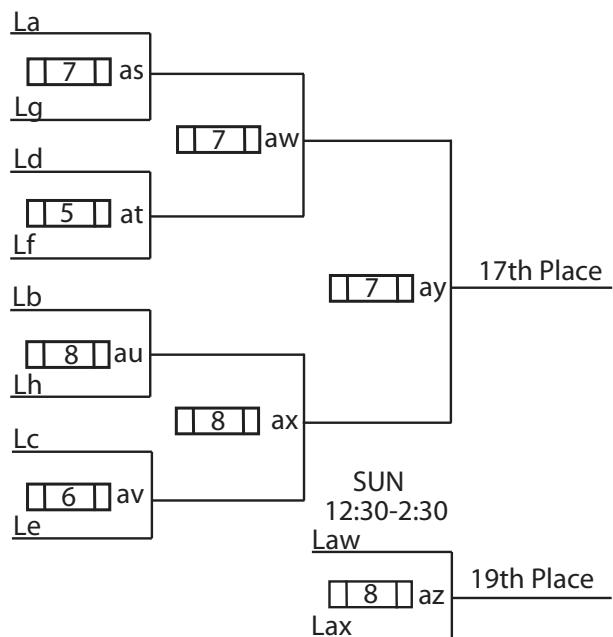 La
7 as
Lg
7 aw
Ld
5 at
Lf
7 ay
17th Place
Lb
8 au
Lh
8 ax
Lc
6 av
Le
SUN
12:30-2:30
Law
8 az
19th Place
Lax